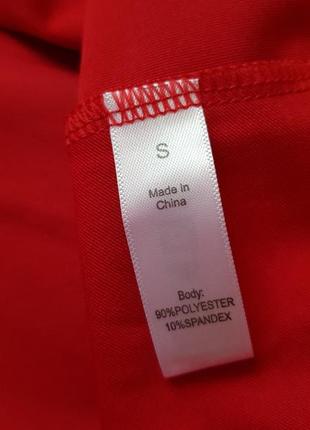 S
Made in
China
Body:
90%POLYESTER
10%SPANDEX